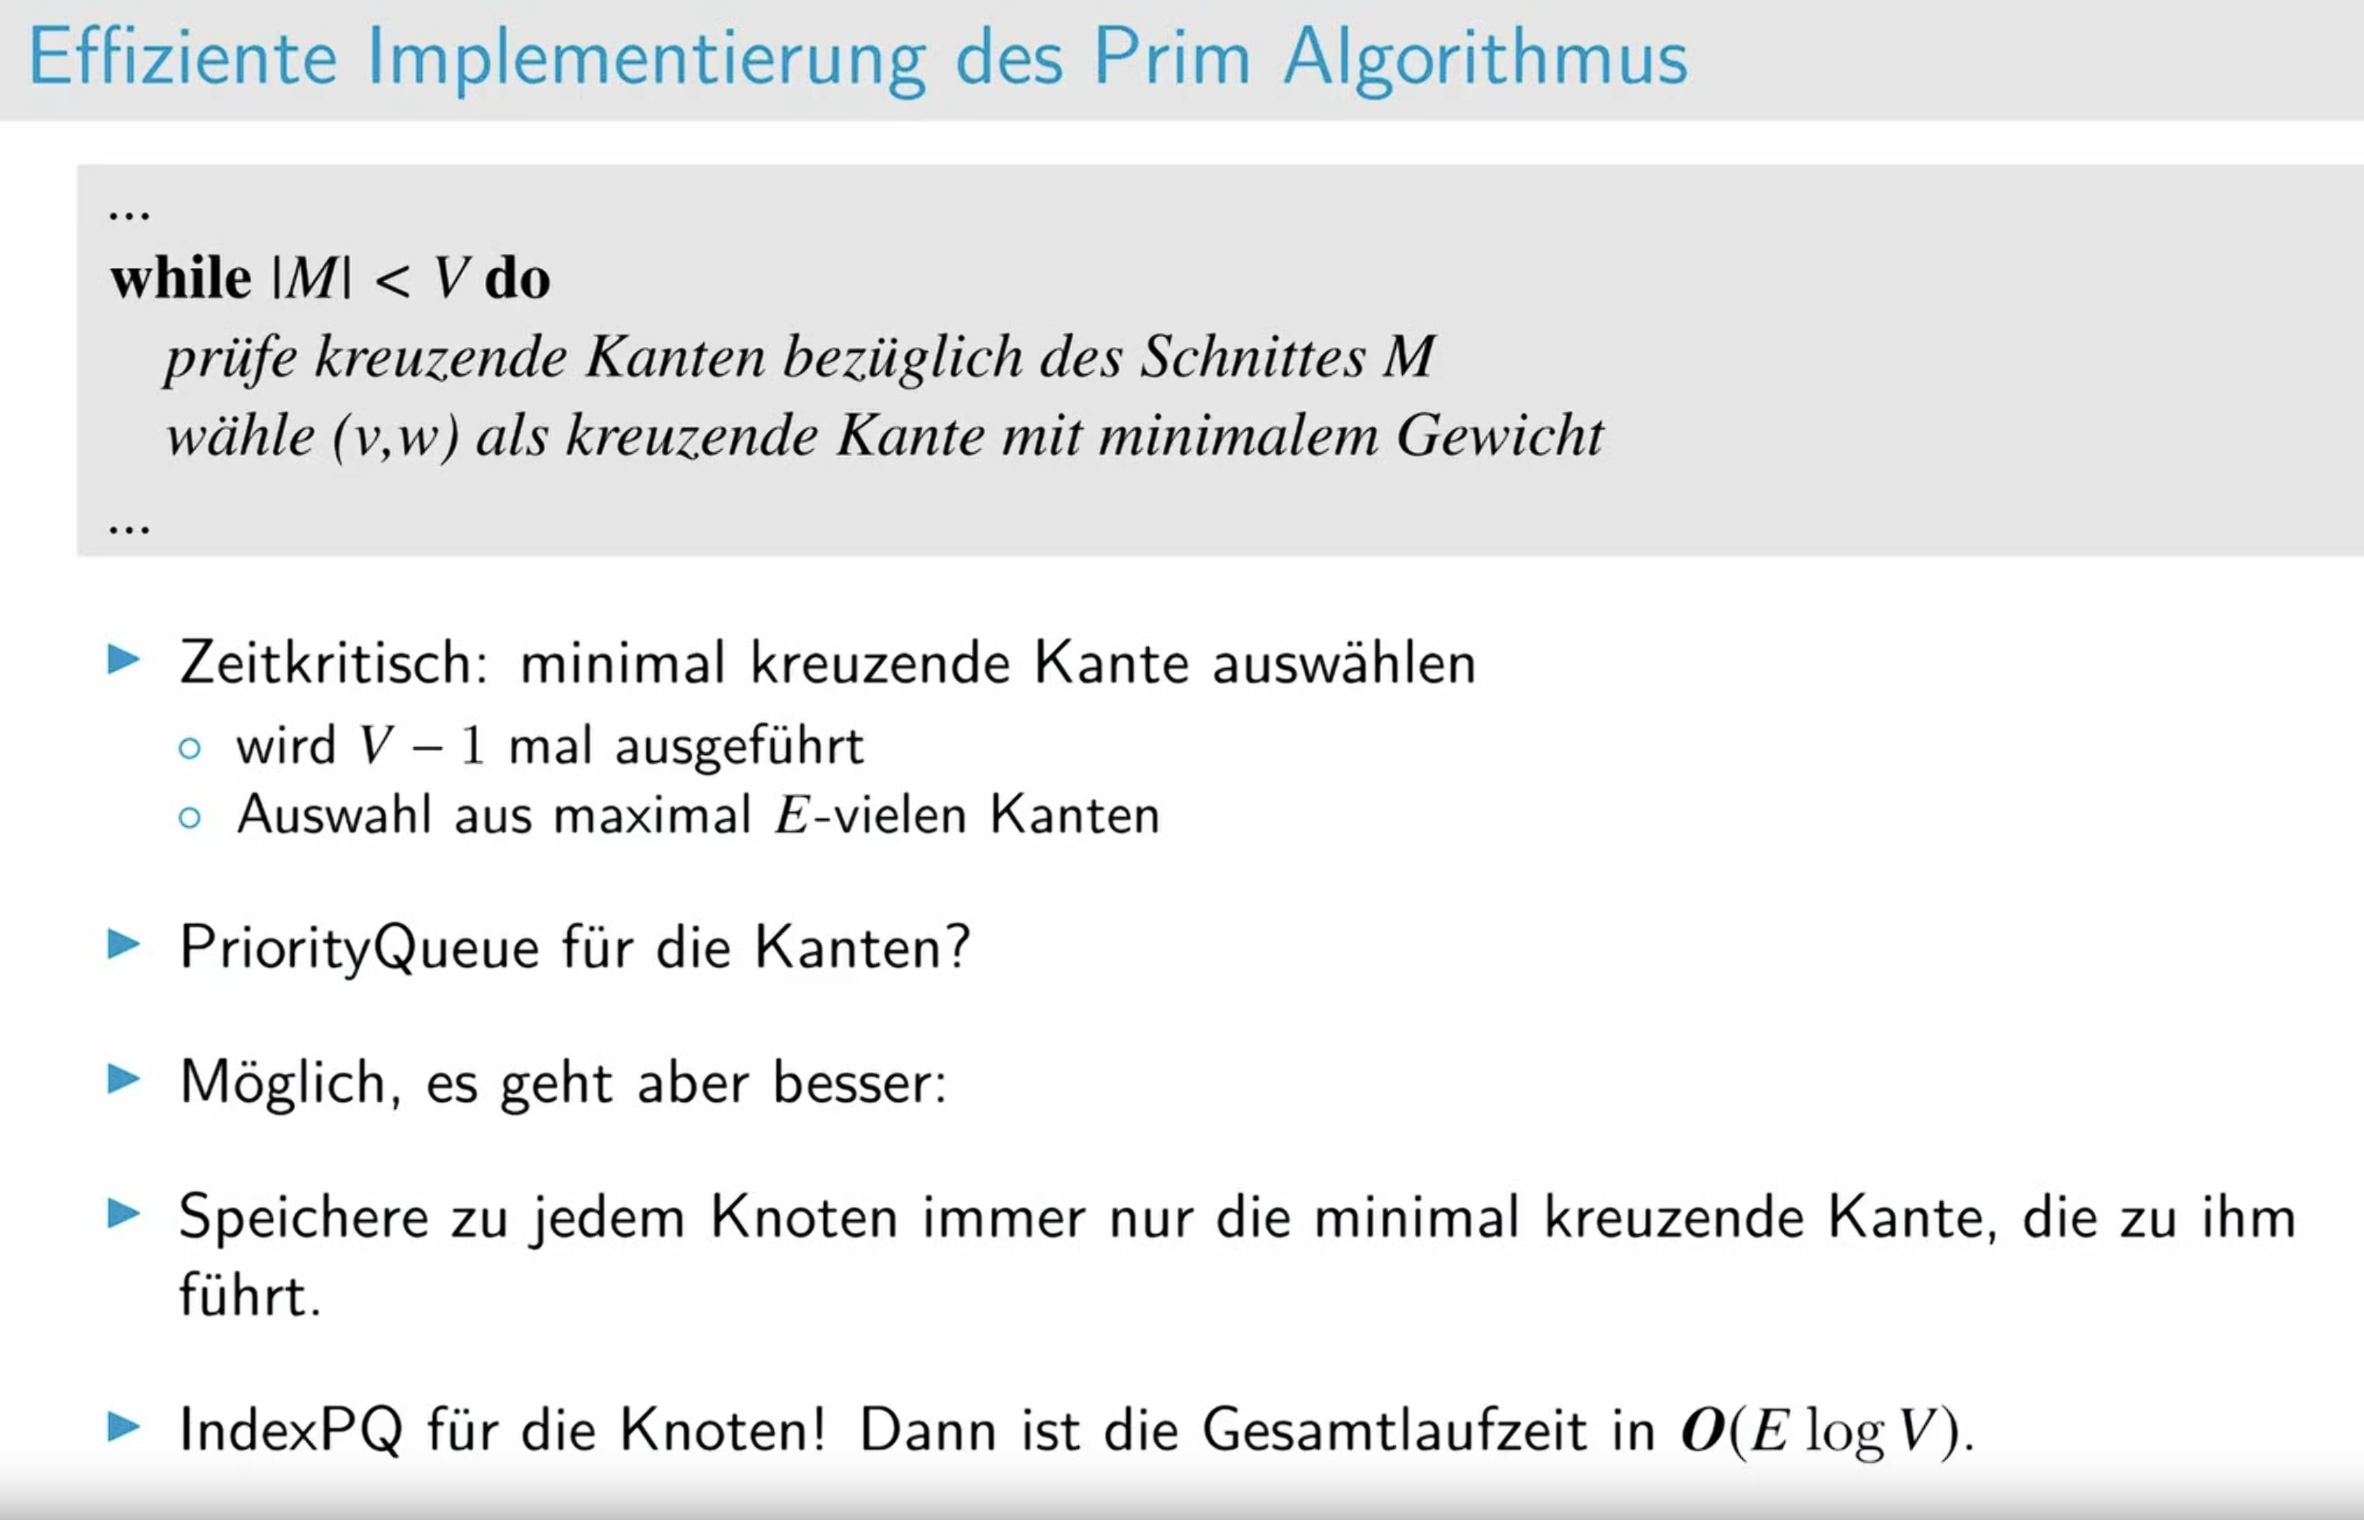 Effiziente Implementierung des Prim Algorithmus
...
while |M| < V do
prüfe kreuzende Kanten bezüglich des Schnittes M
wähle (v,w) als kreuzende Kante mit minimalem Gewicht
...
▶ Zeitkritisch: minimal kreuzende Kante auswählen
○ wird V − 1 mal ausgeführt
○ Auswahl aus maximal E-vielen Kanten
▶ PriorityQueue für die Kanten?
▶ Möglich, es geht aber besser:
▶ Speichere zu jedem Knoten immer nur die minimal kreuzende Kante, die zu ihm
führt.
▶ IndexPQ für die Knoten! Dann ist die Gesamtlaufzeit in O(E log V).